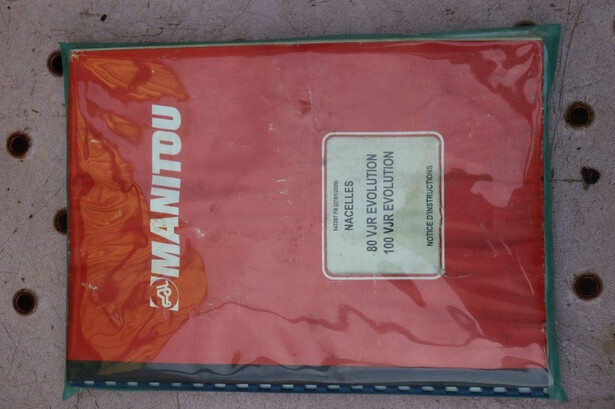 MANITOU
NACELLES
80 VJR EVOLUTION
100 VJR EVOLUTION
NOTICE D'INSTRUCTIONS